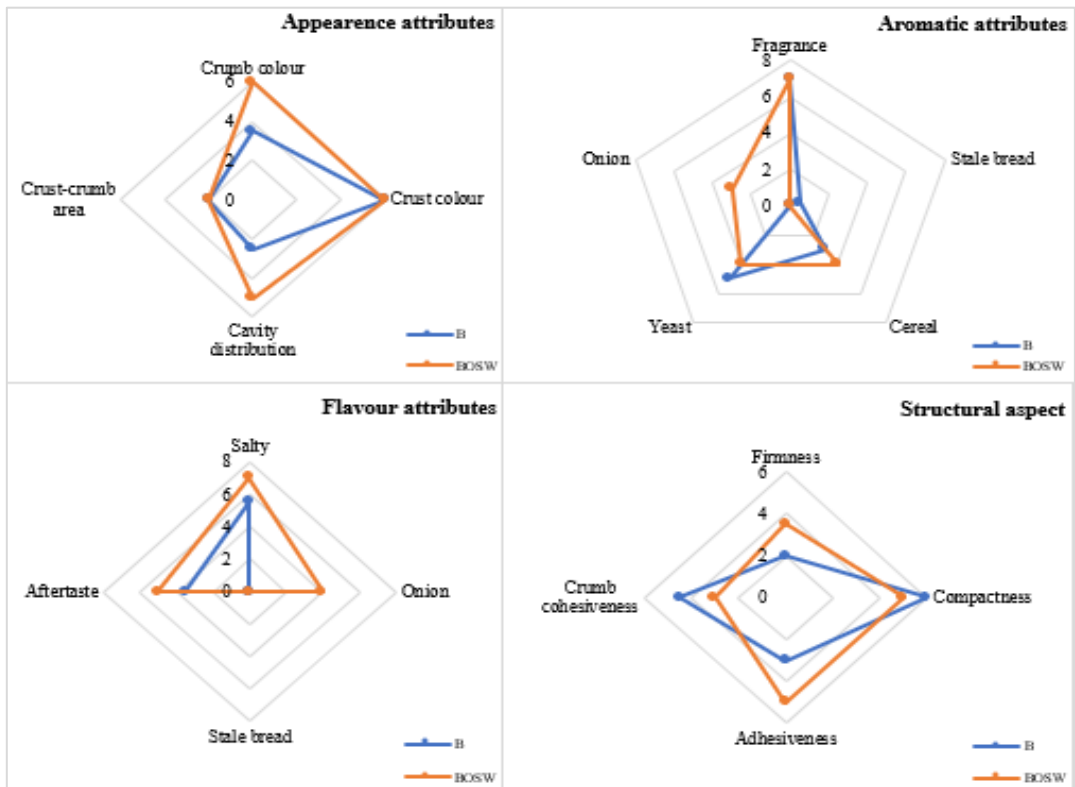 Appearence attributes
Crumb colour
6
4
2
0
Crust-crumb
area
Crust colour
Cavity
distribution
B
BOSW
Aromatic attributes
Fragrance
8
6
4
2
0
Onion
Stale bread
Yeast
Cereal
B
BOSW
Flavour attributes
Salty
8
6
4
2
0
Aftertaste
Onion
Stale bread
B
BOSW
Structural aspect
Firmness
6
4
2
0
Crumb
cohesiveness
Compactness
Adhesiveness
B
BOSW